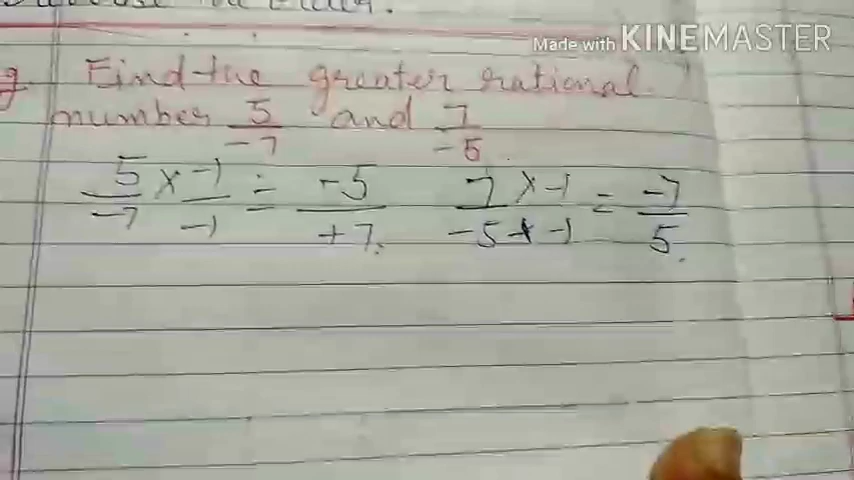 Made with KINEMASTER
g. Find the greater rational
number 5/-7 and 7/-5
5/-7 × -1/-1 = -5/+7. 7×-1/-5×-1 = -7/5.